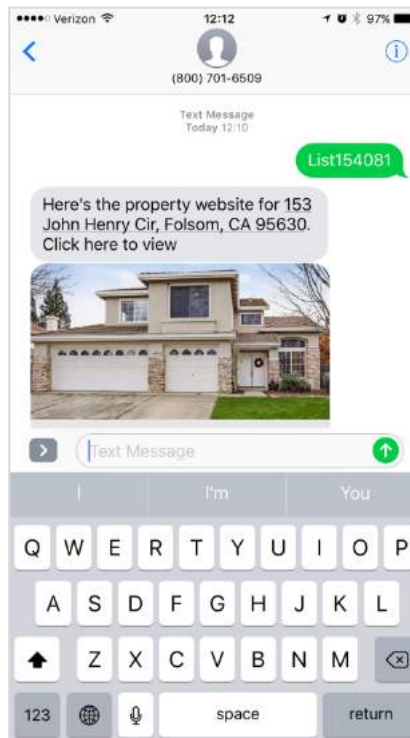 Verizon 12:12 97%
(800) 701-6509
Text Message
Today 12:10
List154081
Here's the property website for 153
John Henry Cir, Folsom, CA 95630.
Click here to view
Text Message
I I'm You
Q W E R T Y U I O P
A S D F G H J K L
Z X C V B N M
123 space return